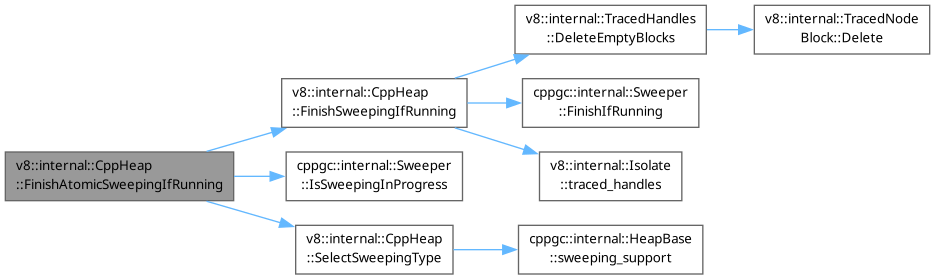 v8::internal::TracedHandles
::DeleteEmptyBlocks
v8::internal::TracedNode
Block::Delete
v8::internal::CppHeap
::FinishSweepingIfRunning
cppgc::internal::Sweeper
::FinishIfRunning
v8::internal::CppHeap
::FinishAtomicSweepingIfRunning
cppgc::internal::Sweeper
::IsSweepingInProgress
v8::internal::Isolate
::traced_handles
v8::internal::CppHeap
::SelectSweepingType
cppgc::internal::HeapBase
::sweeping_support